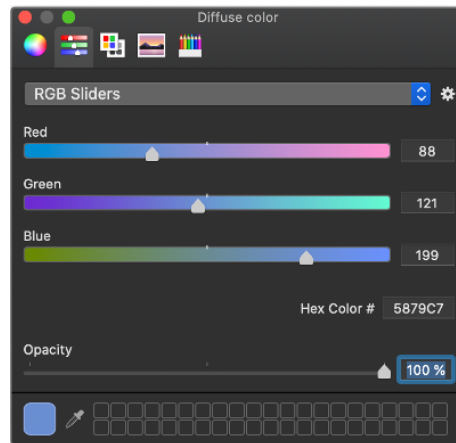 Diffuse color
RGB Sliders
Red
88
Green
121
Blue
199
Hex Color # 5879C7
Opacity
100 %